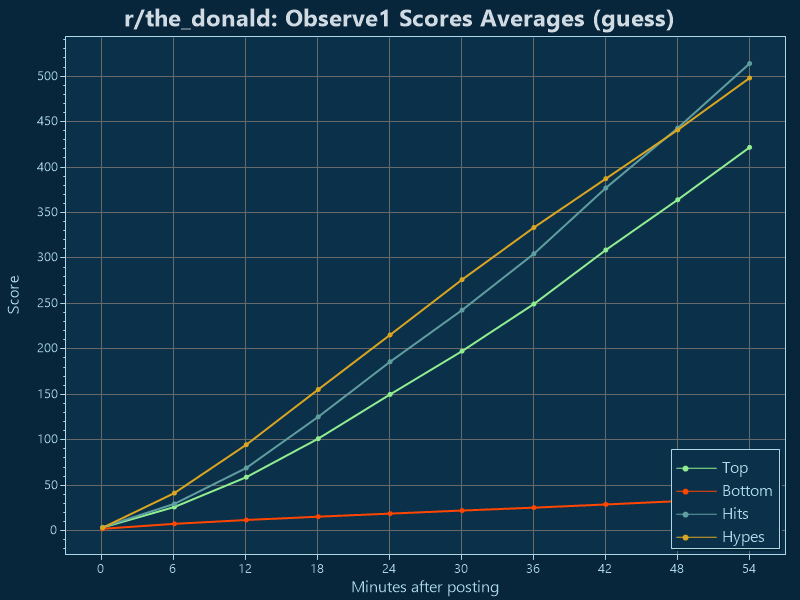 r/the_donald: Observe1 Scores Averages (guess)
500
450
400
350
300
250
200
150
100
50
0
Score
0 6 12 18 24 30 36 42 48 54
Minutes after posting
Top
Bottom
Hits
Hypes